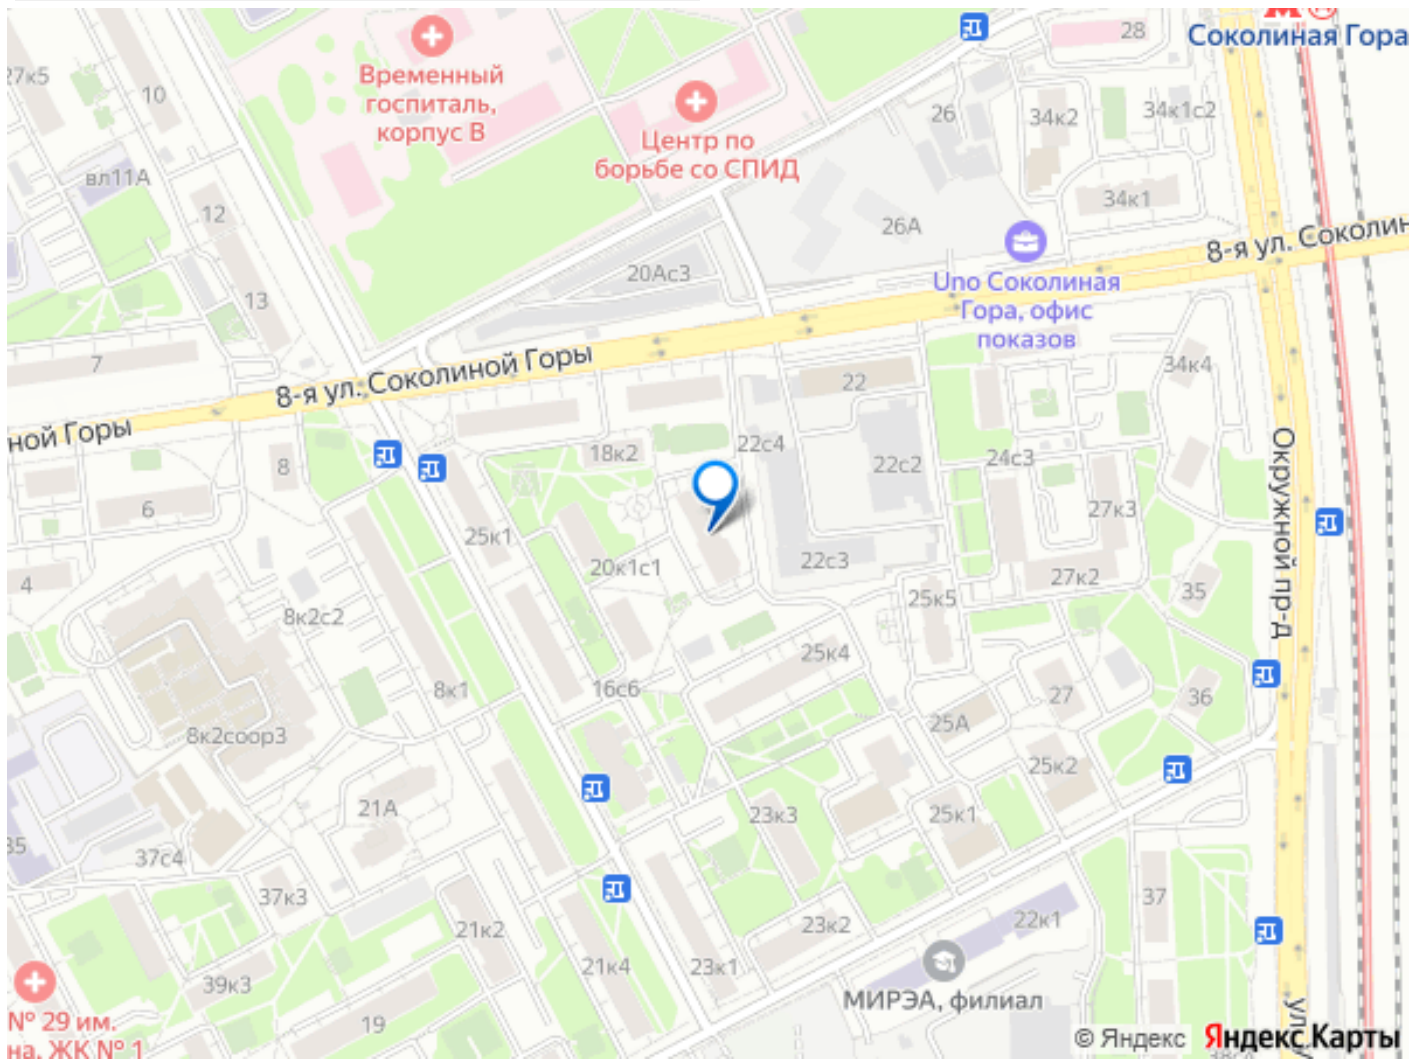 28
Соколиная Гора
27к5
Временный
госпиталь,
корпус В
10
Центр по
борьбе со СПИД
26
34к2
34к1с2
вл11А
12
34к1
26А
8-я ул. Соколин
20Ас3
Uno Соколиная
Гора, офис
показов
13
7
8-я ул. Соколиной Горы
34к4
22
ной Горы
8
18к2
22с4
22с2
24с3
6
25к1
27к3
Окружной пр-д
20к1с1
22с3
27к2
4
35
25к5
8к2с2
25к4
8к1
16с6
27
36
25А
8к2соор3
25к2
21А
23к3
25к1
35
37с4
37к3
37
21к2
23к2
22к1
21к4
23к1
39к3
МИРЭА, филиал
19
№ 29 им.
на. ЖК № 1
ул
© Яндекс Яндекс Карты